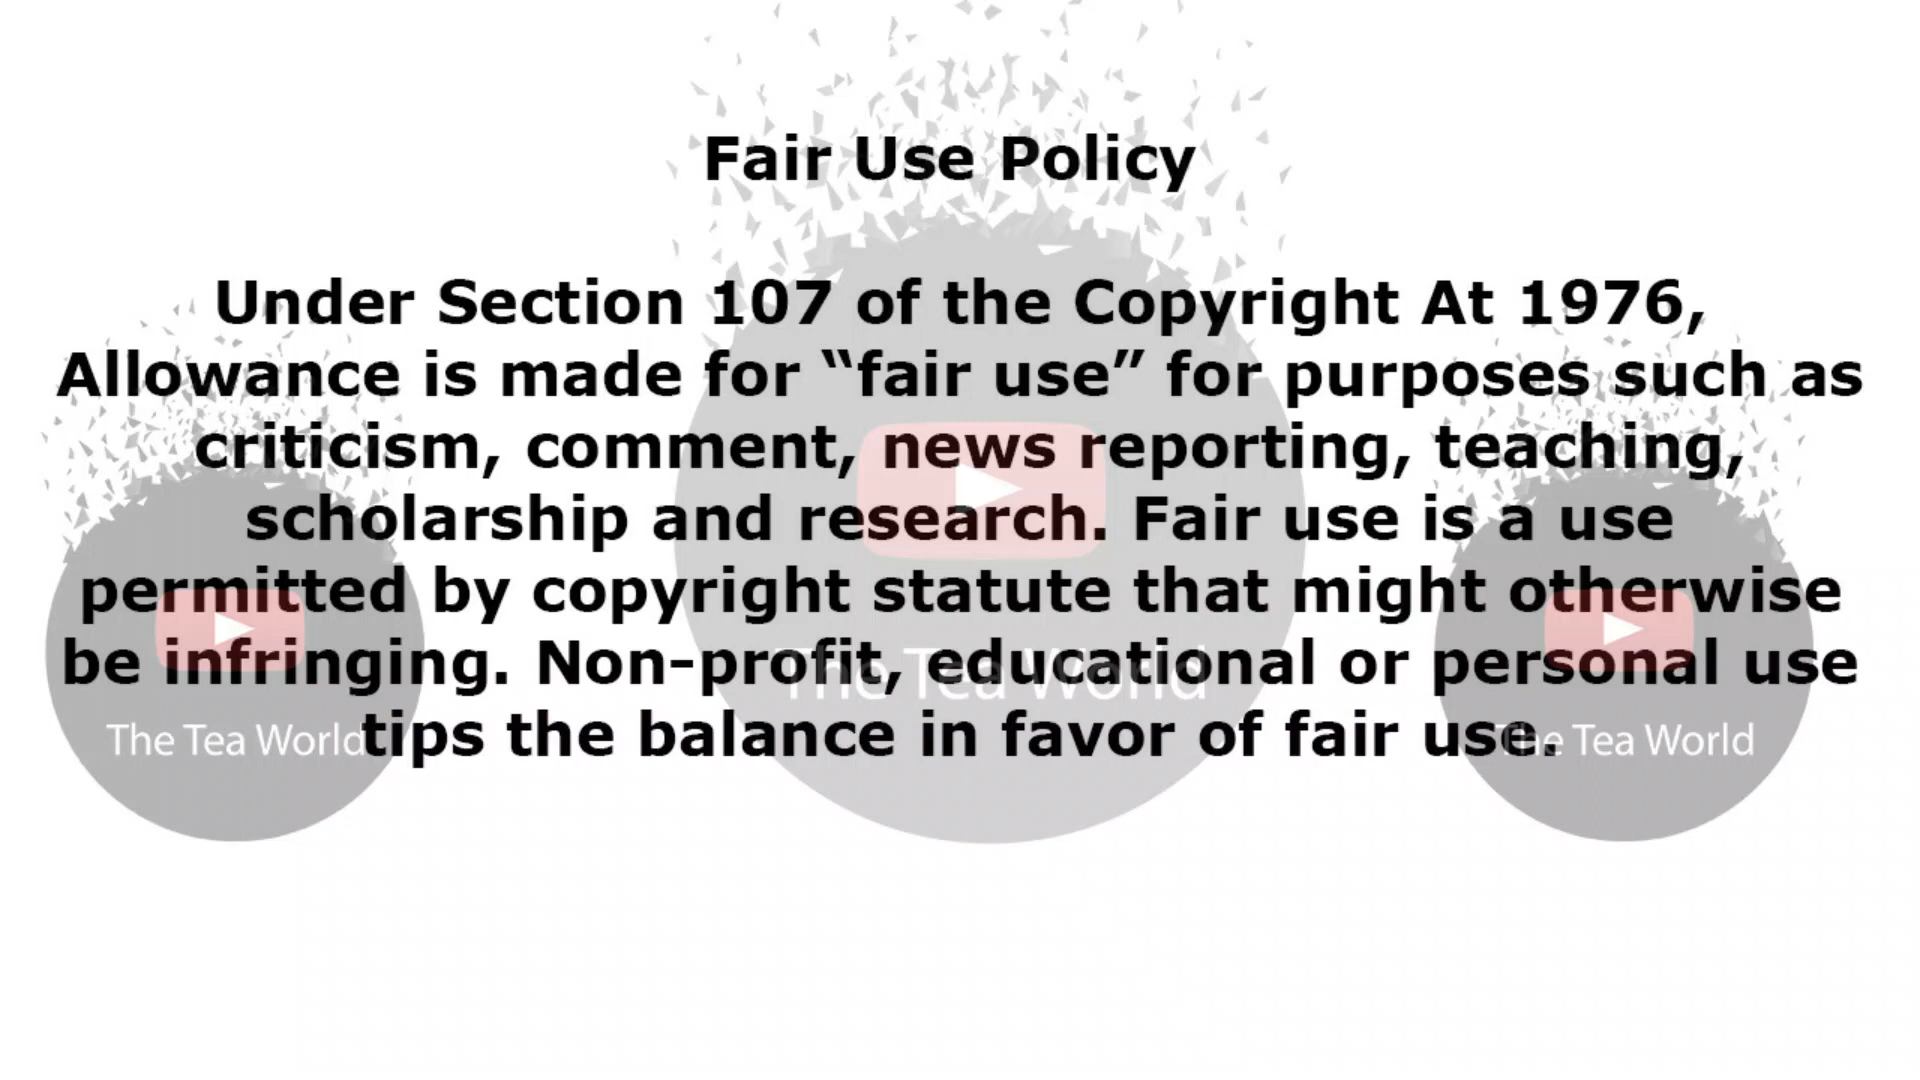 Fair Use Policy
Under Section 107 of the Copyright At 1976,
Allowance is made for “fair use” for purposes such as
criticism, comment, news reporting, teaching,
scholarship and research. Fair use is a use
permitted by copyright statute that might otherwise
be infringing. Non-profit, educational or personal use
tips the balance in favor of fair use.
The Tea World
The Tea World
The Tea World